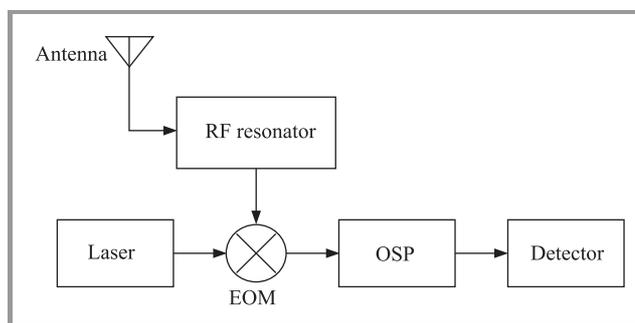 Antenna
RF resonator
Laser
EOM
OSP
Detector